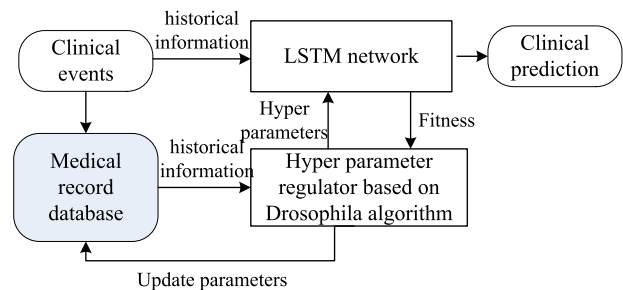 historical
information
Clinical
events
LSTM network
Clinical
prediction
Hyper
parameters
Fitness
Medical
record
database
historical
information
Hyper parameter
regulator based on
Drosophila algorithm
Update parameters